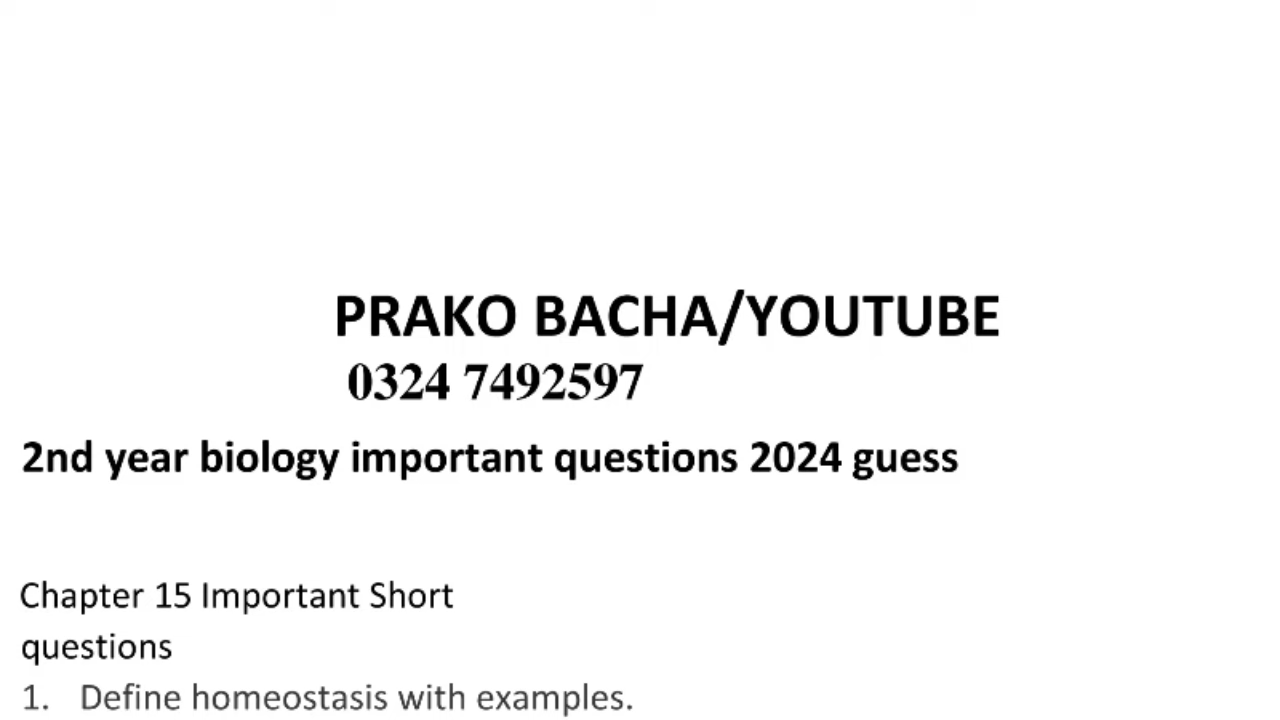 PRAKO BACHA/YOUTUBE
0324 7492597
2nd year biology important questions 2024 guess
Chapter 15 Important Short
questions
1. Define homeostasis with examples.